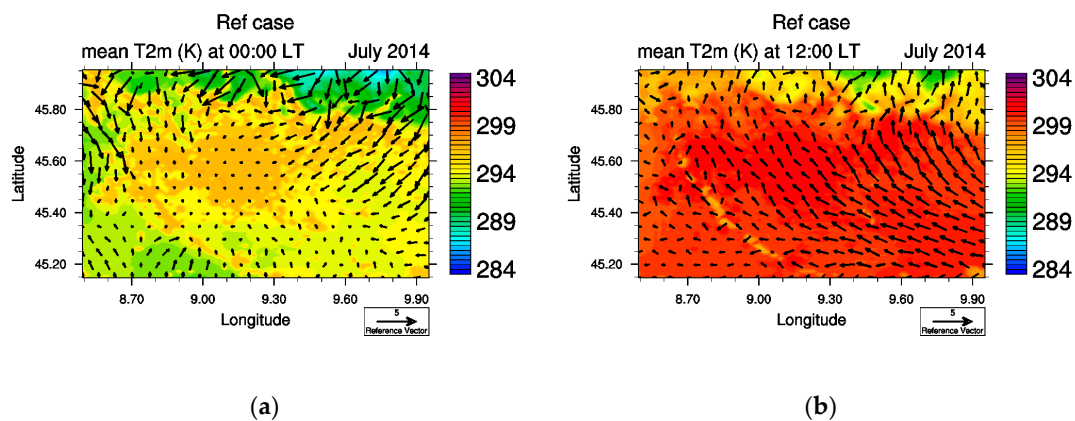 Ref case
mean T2m (K) at 00:00 LT July 2014
45.80
45.60
45.40
45.20
Latitude
8.70 9.00 9.30 9.60 9.90
Longitude
304
299
294
289
284
5
Reference Vector
(a)
Ref case
mean T2m (K) at 12:00 LT July 2014
45.80
45.60
45.40
45.20
Latitude
8.70 9.00 9.30 9.60 9.90
Longitude
304
299
294
289
284
5
Reference Vector
(b)